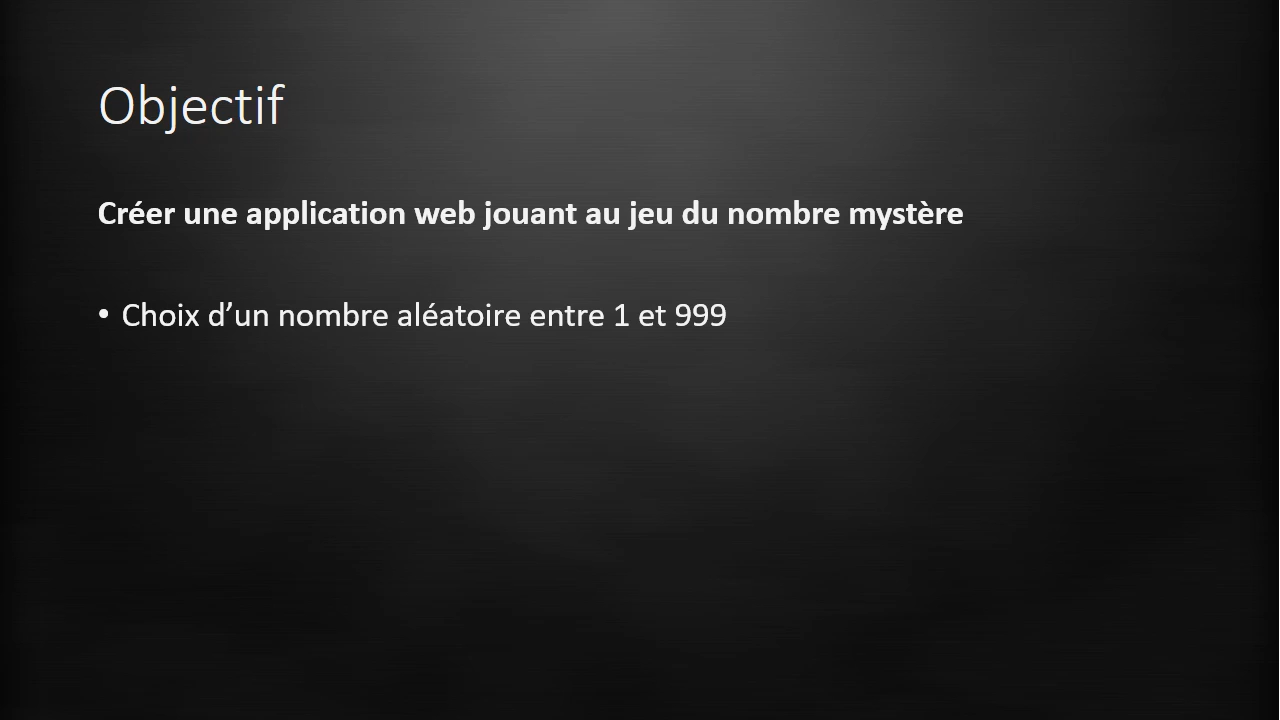 Objectif
Créer une application web jouant au jeu du nombre mystère
• Choix d’un nombre aléatoire entre 1 et 999